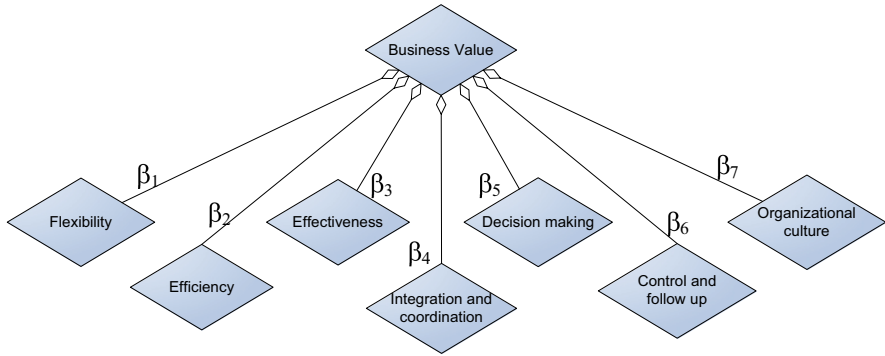 Business Value
β1
β2
β3
β4
β5
β6
β7
Flexibility
Efficiency
Effectiveness
Integration and
coordination
Decision making
Control and
follow up
Organizational
culture